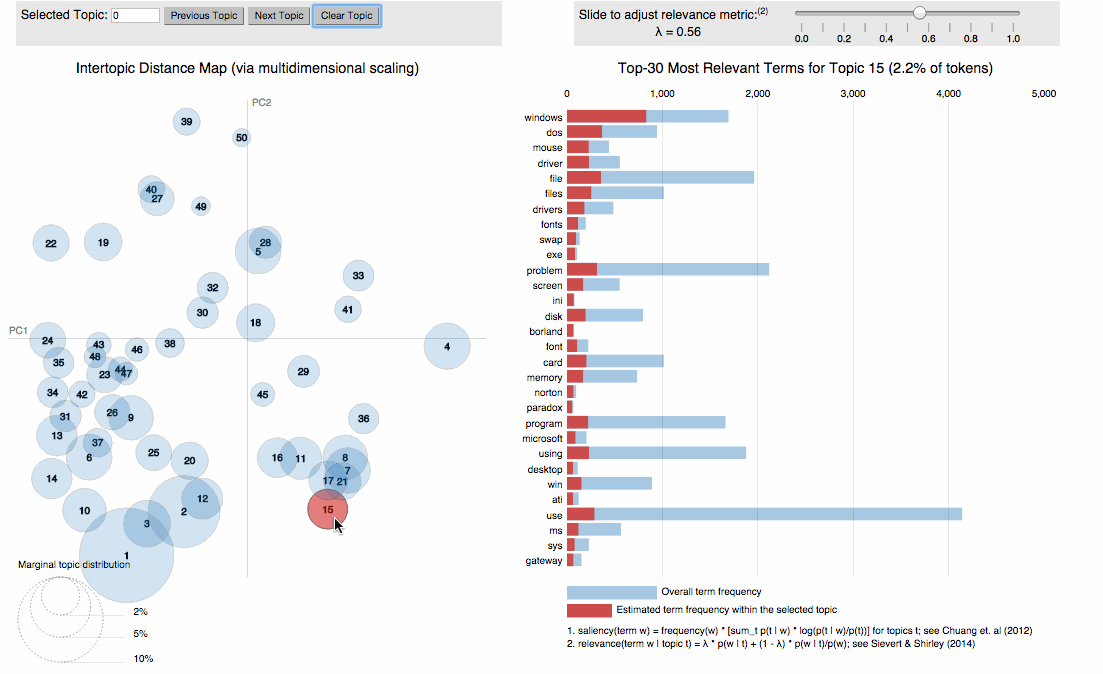 Selected Topic: 0 Previous Topic Next Topic Clear Topic
Slide to adjust relevance metric:(2)
λ = 0.56
0.0 0.2 0.4 0.6 0.8 1.0
Intertopic Distance Map (via multidimensional scaling)
PC2
PC1
39
50
40
27
49
22
19
28
5
33
32
41
30
18
24
43
46
38
4
48
35
44
47
23
29
34
42
45
31
26
9
36
13
37
6
25
20
16
11
8
7
14
17
21
12
10
2
15
3
1
Marginal topic distribution
2%
5%
10%
Top-30 Most Relevant Terms for Topic 15 (2.2% of tokens)
0 1,000 2,000 3,000 4,000 5,000
windows
dos
mouse
driver
file
files
drivers
fonts
swap
exe
problem
screen
ini
disk
borland
font
card
memory
norton
paradox
program
microsoft
using
desktop
win
ati
use
ms
sys
gateway
Overall term frequency
Estimated term frequency within the selected topic
1. saliency(term w) = frequency(w) * [sum_t p(t | w) * log(p(t | w)/p(t))] for topics t; see Chuang et. al (2012)
2. relevance(term w | topic t) = λ * p(w | t) + (1 - λ) * p(w | t)/p(w); see Sievert & Shirley (2014)